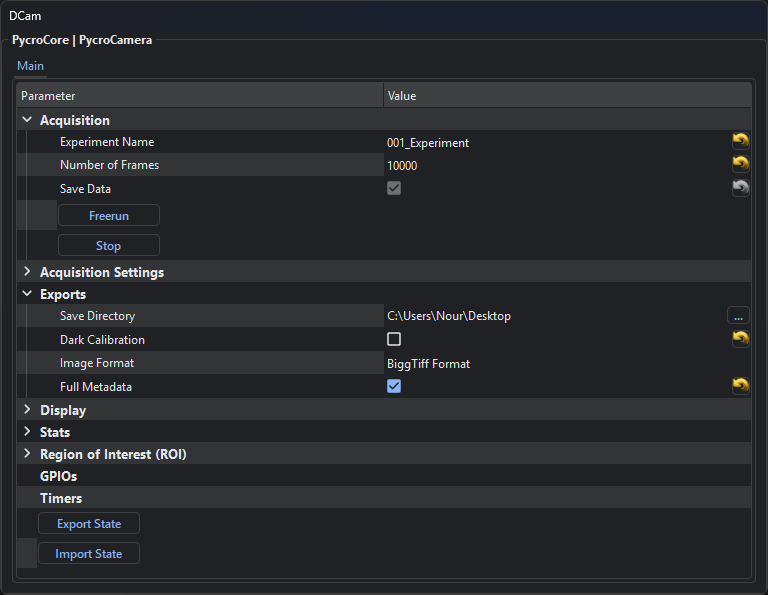 DCam
PycroCore | PycroCamera
Main
Parameter Value
Acquisition
Experiment Name 001_Experiment
Number of Frames 10000
Save Data
Freerun
Stop
Acquisition Settings
Exports
Save Directory C:\Users\Nour\Desktop ...
Dark Calibration
Image Format BiggTiff Format
Full Metadata
Display
Stats
Region of Interest (ROI)
GPIOs
Timers
Export State
Import State